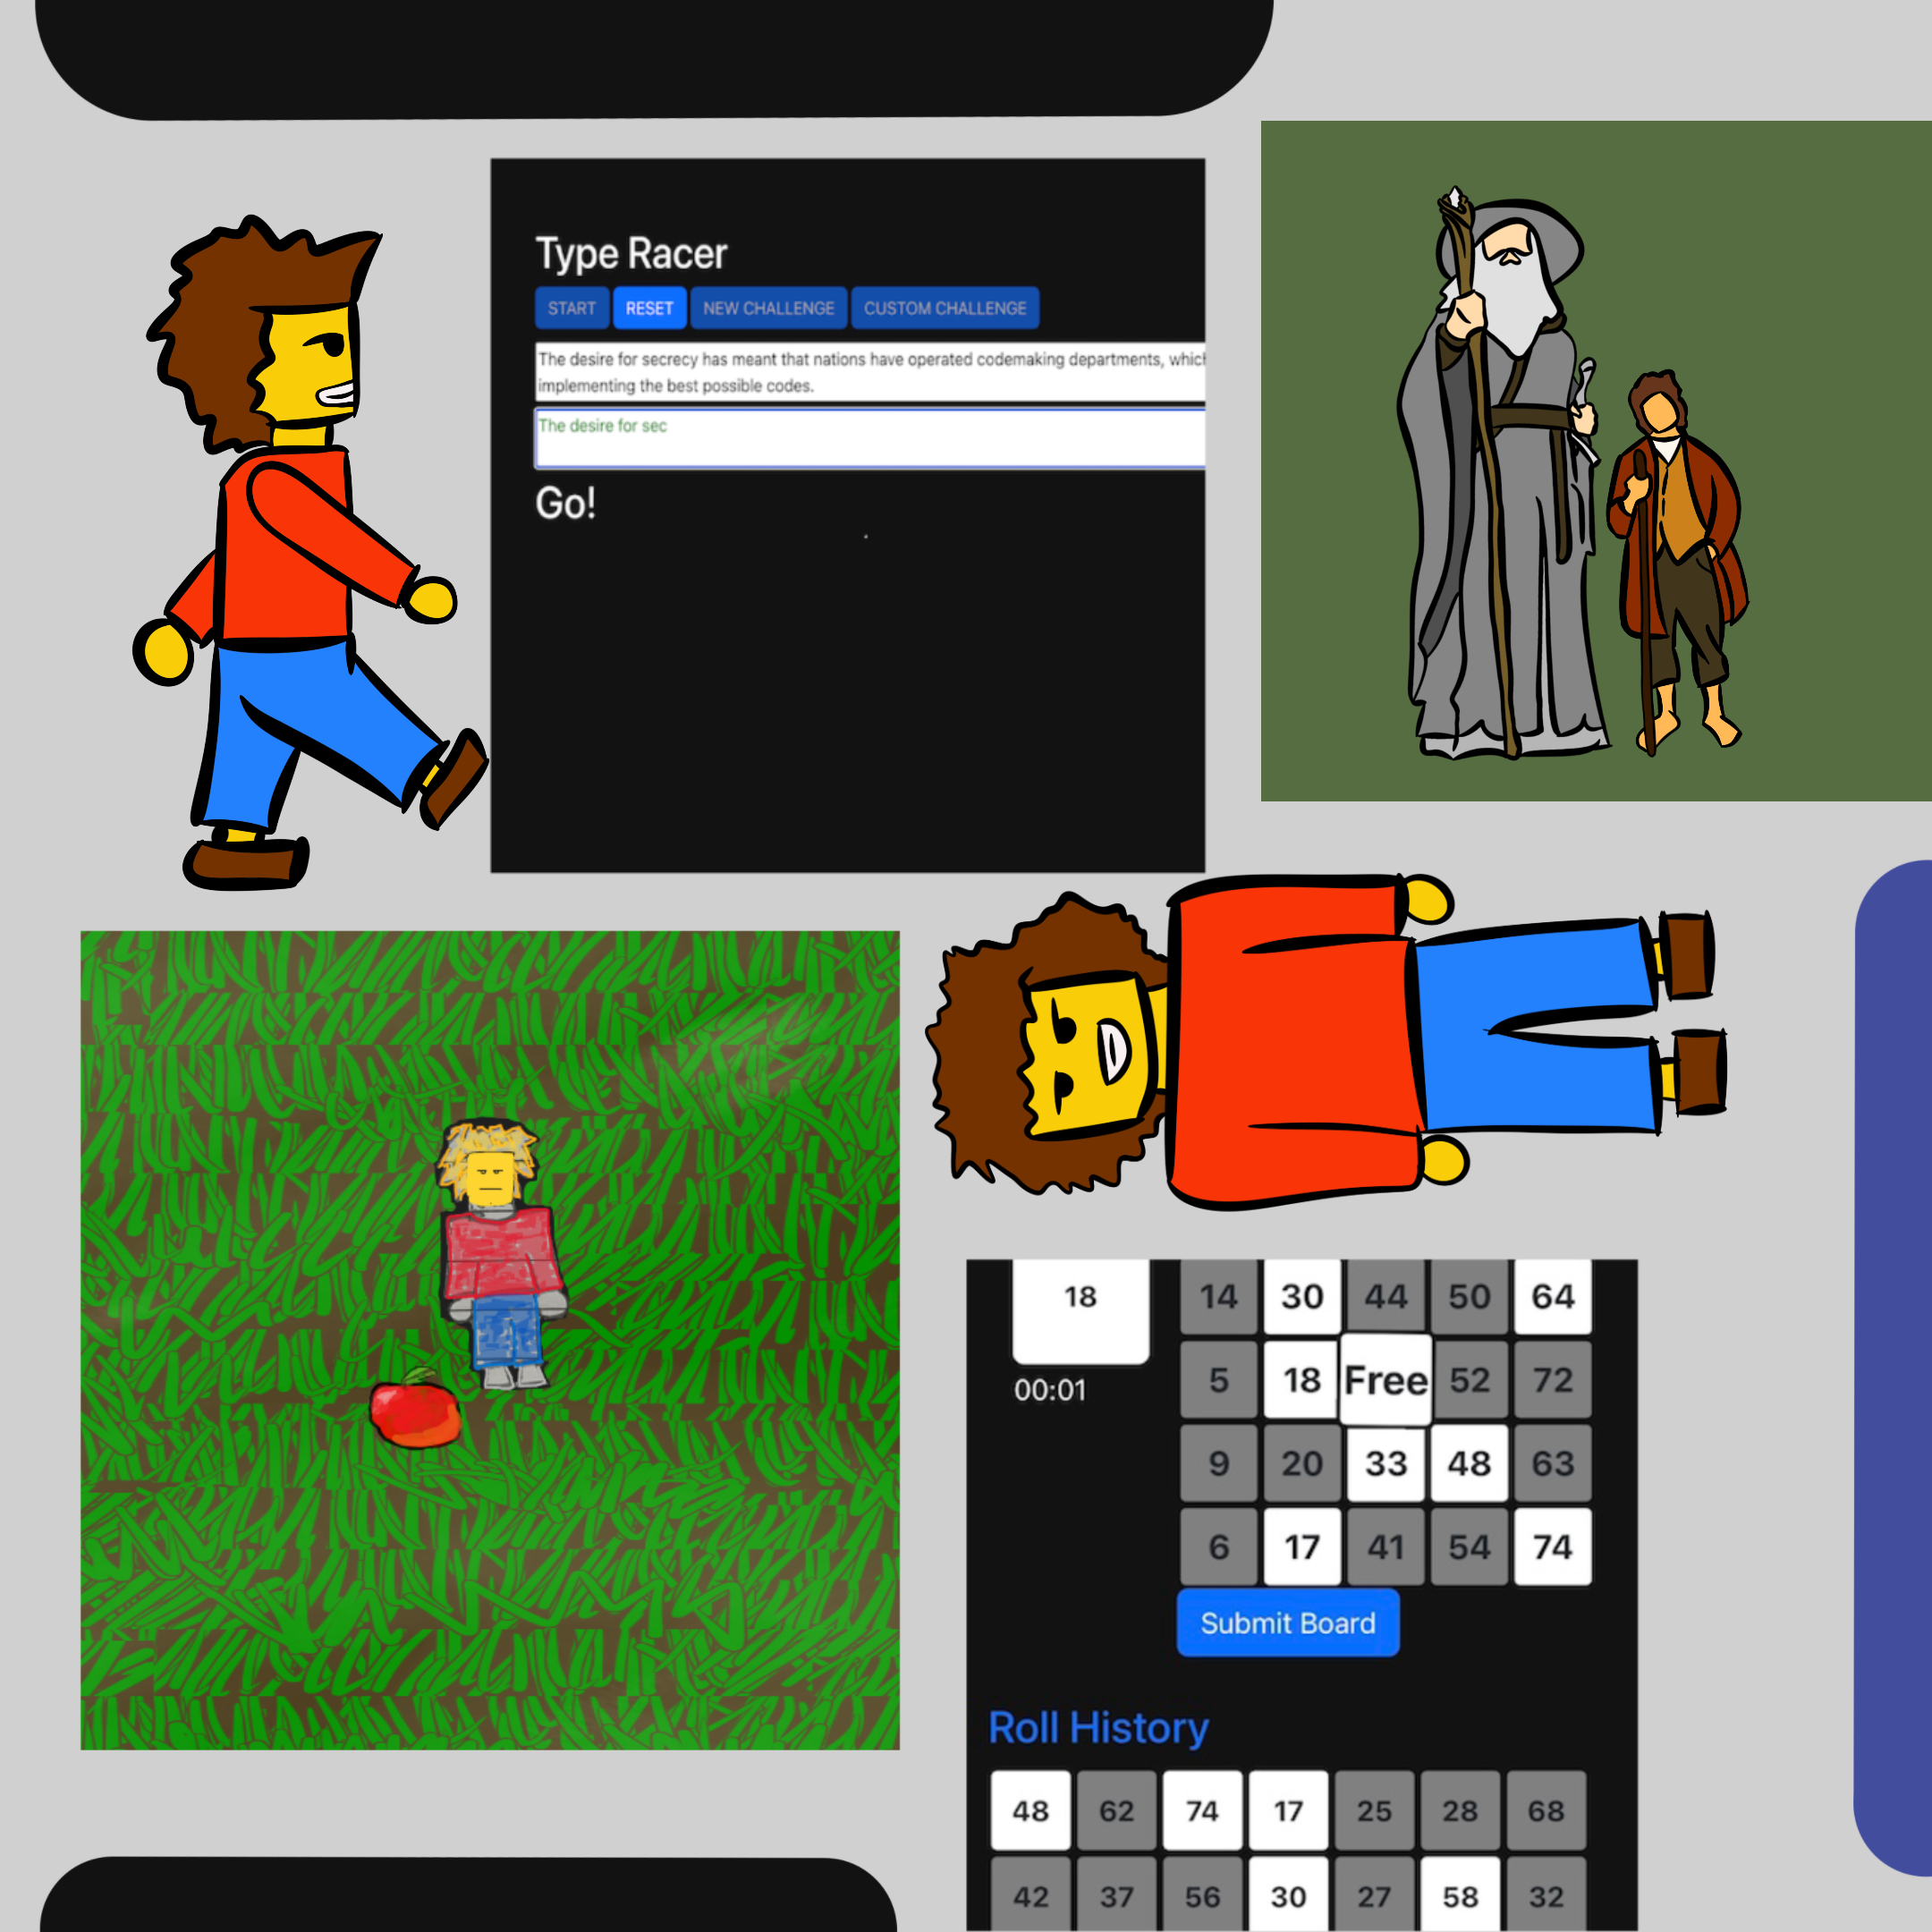 Type Racer
START RESET NEW CHALLENGE CUSTOM CHALLENGE
The desire for secrecy has meant that nations have operated codemaking departments, which
implementing the best possible codes.
The desire for sec
Go!
18
00:01
14 30 44 50 64
5 18 Free 52 72
9 20 33 48 63
6 17 41 54 74
Submit Board
Roll History
48 62 74 17 25 28 68
42 37 56 30 27 58 32